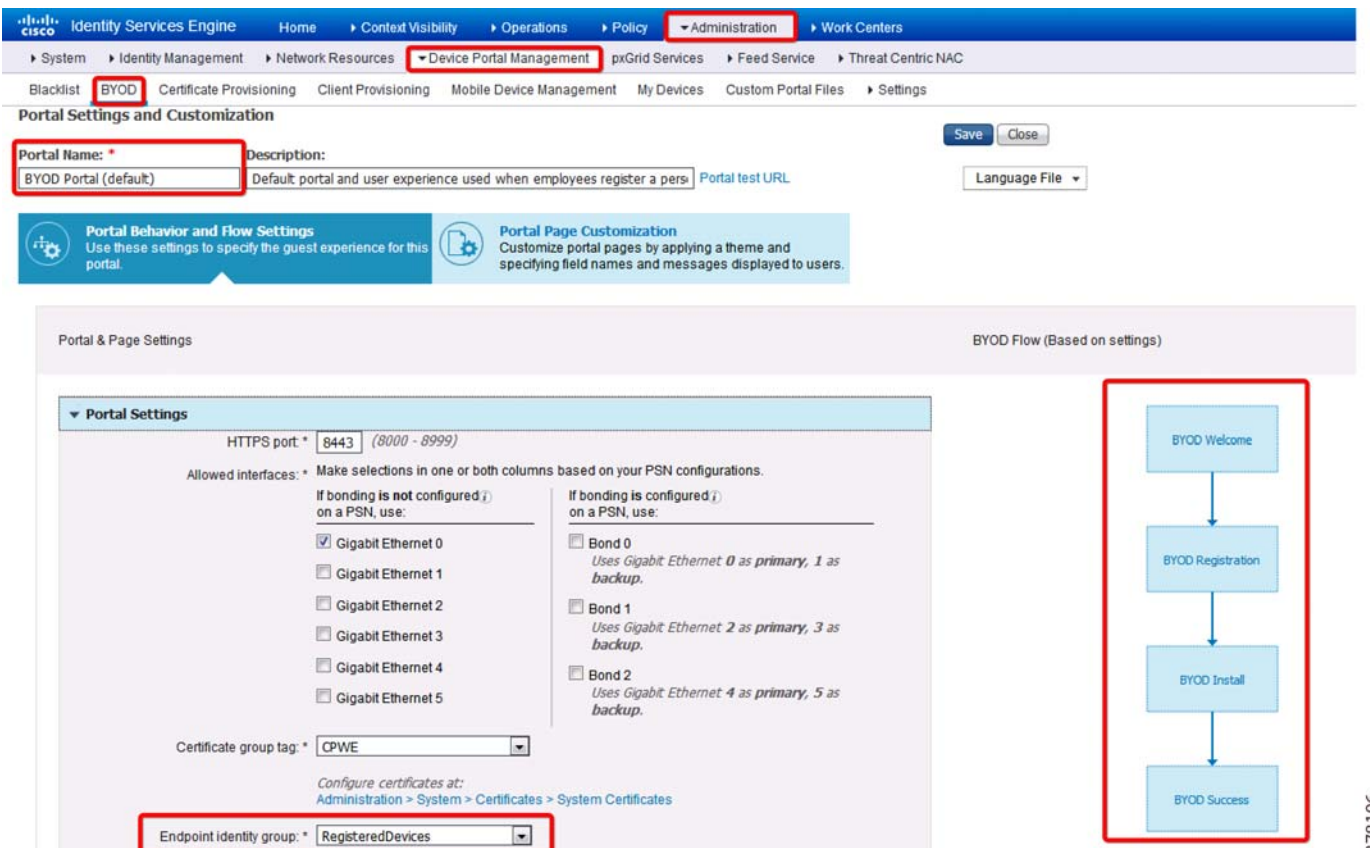 cisco Identity Services Engine Home Context Visibility Operations Policy Administration Work Centers
System Identity Management Network Resources Device Portal Management pxGrid Services Feed Service Threat Centric NAC
Blacklist BYOD Certificate Provisioning Client Provisioning Mobile Device Management My Devices Custom Portal Files Settings
Portal Settings and Customization
Save Close
Portal Name: * Description:
BYOD Portal (default) Default portal and user experience used when employees register a pers Portal test URL Language File
Portal Behavior and Flow Settings
Use these settings to specify the guest experience for this
portal.
Portal Page Customization
Customize portal pages by applying a theme and
specifying field names and messages displayed to users.
Portal & Page Settings BYOD Flow (Based on settings)
Portal Settings
HTTPS port: * 8443 (8000 - 8999)
Allowed interfaces: * Make selections in one or both columns based on your PSN configurations.
If bonding is not configured
on a PSN, use:
Gigabit Ethernet 0
Gigabit Ethernet 1
Gigabit Ethernet 2
Gigabit Ethernet 3
Gigabit Ethernet 4
Gigabit Ethernet 5
If bonding is configured
on a PSN, use:
Bond 0
Uses Gigabit Ethernet 0 as primary, 1 as
backup.
Bond 1
Uses Gigabit Ethernet 2 as primary, 3 as
backup.
Bond 2
Uses Gigabit Ethernet 4 as primary, 5 as
backup.
Certificate group tag: * CPWE
Configure certificates at:
Administration > System > Certificates > System Certificates
Endpoint identity group: * RegisteredDevices
BYOD Welcome
BYOD Registration
BYOD Install
BYOD Success